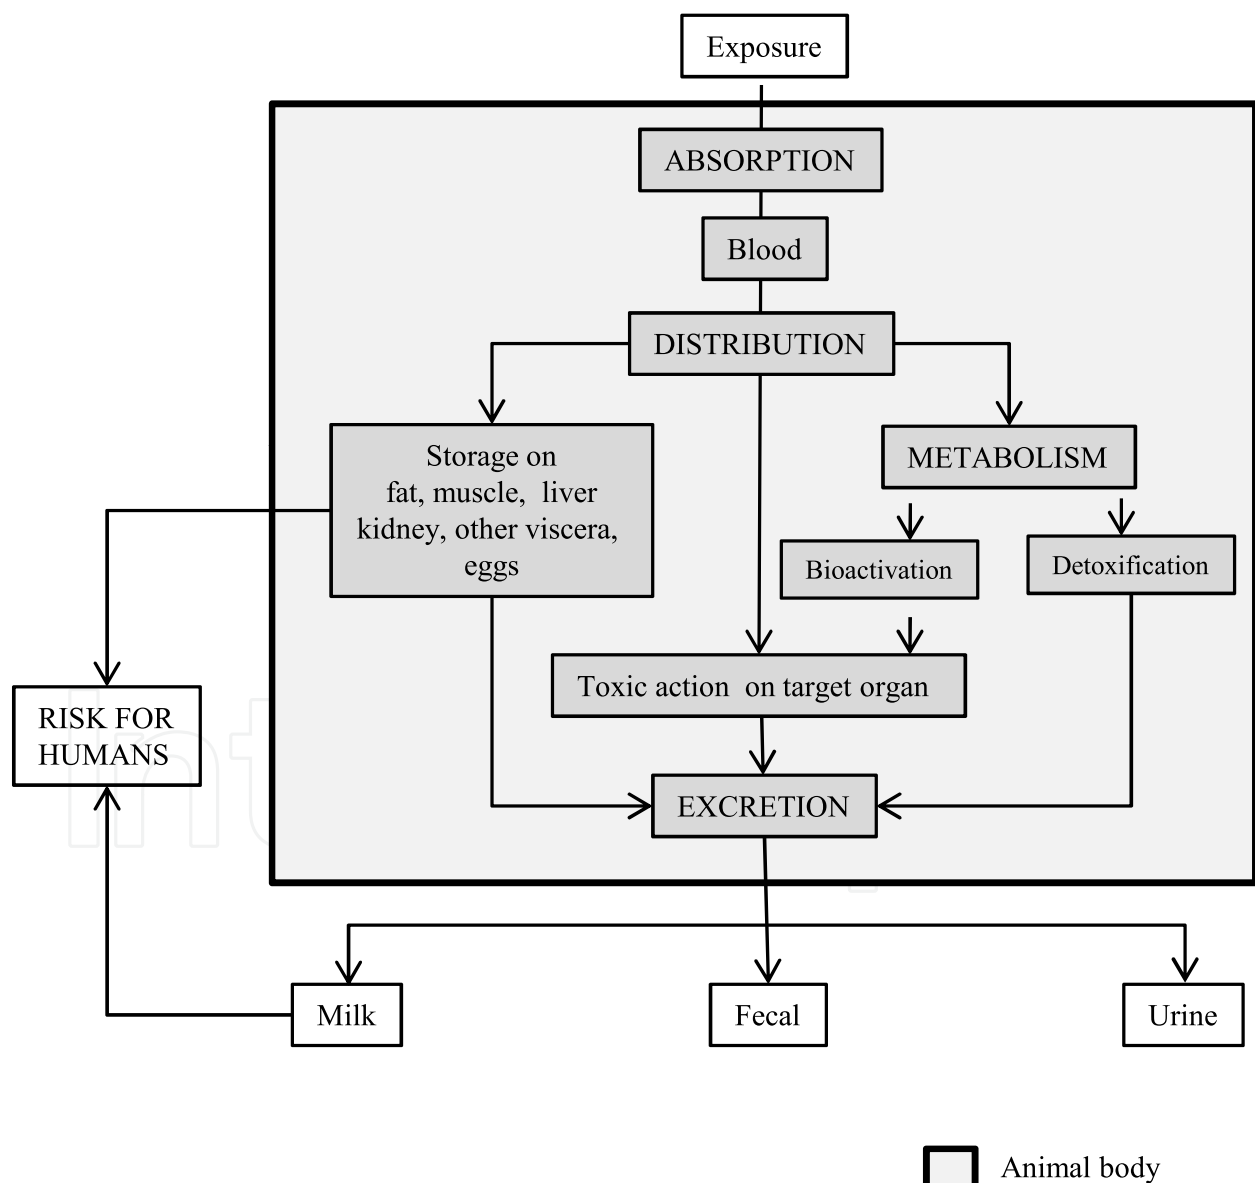 Exposure
ABSORPTION
Blood
DISTRIBUTION
Storage on
fat, muscle, liver
kidney, other viscera,
eggs
METABOLISM
Bioactivation
Detoxification
Toxic action on target organ
RISK FOR
HUMANS
EXCRETION
Milk
Fecal
Urine
Animal body